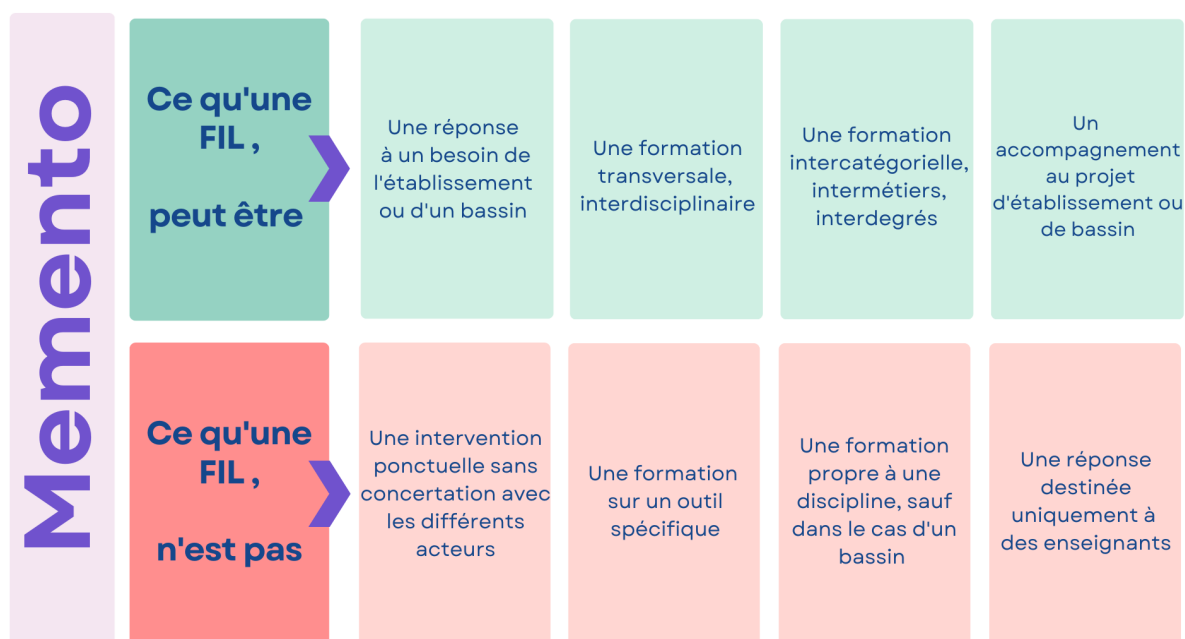 Memento
Ce qu'une
FIL ,
peut être
Une réponse
à un besoin de
l'établissement
ou d'un bassin
Une formation
transversale,
interdisciplinaire
Une formation
intercatégorielle,
intermétiers,
interdegrés
Un
accompagnement
au projet
d'établissement ou
de bassin
Ce qu'une
FIL ,
n'est pas
Une intervention
ponctuelle sans
concertation avec
les différents
acteurs
Une formation
sur un outil
spécifique
Une formation
propre à une
discipline, sauf
dans le cas d'un
bassin
Une réponse
destinée
uniquement à
des enseignants